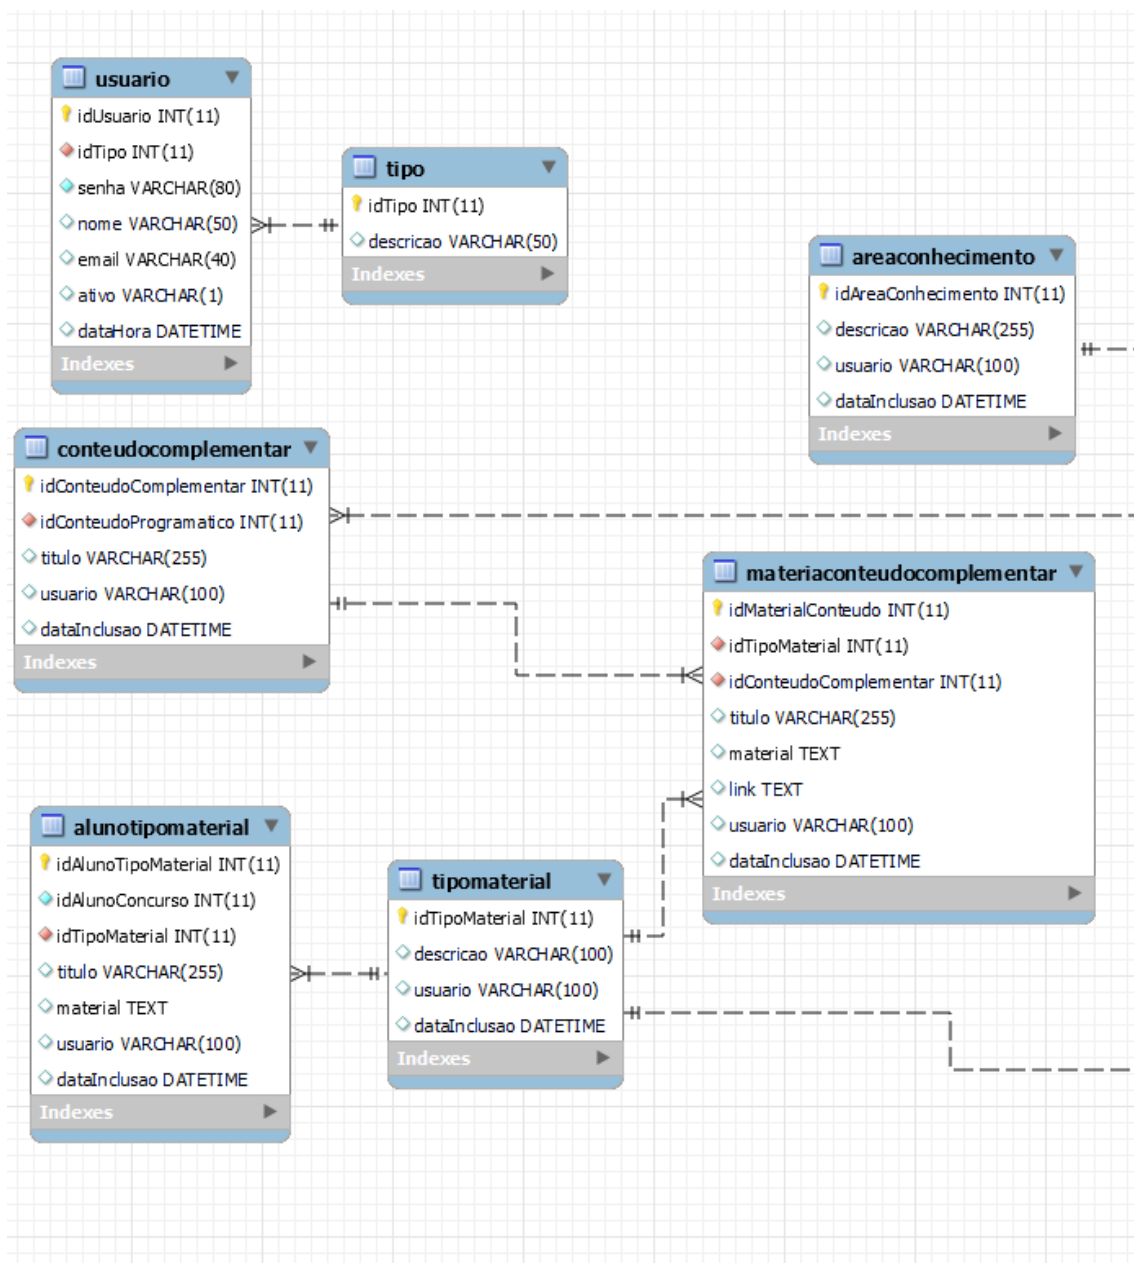 usuario
idUsuario INT(11)
idTipo INT(11)
senha VARCHAR(80)
nome VARCHAR(50)
email VARCHAR(40)
ativo VARCHAR(1)
dataHora DATETIME
Indexes
tipo
idTipo INT(11)
descricao VARCHAR(50)
Indexes
areaconhecimento
idAreaConhecimento INT(11)
descricao VARCHAR(255)
usuario VARCHAR(100)
dataInclusao DATETIME
Indexes
conteudocomplementar
idConteudoComplementar INT(11)
idConteudoProgramatico INT(11)
titulo VARCHAR(255)
usuario VARCHAR(100)
dataInclusao DATETIME
Indexes
materiaconteudocomplementar
idMaterialConteudo INT(11)
idTipoMaterial INT(11)
idConteudoComplementar INT(11)
titulo VARCHAR(255)
material TEXT
link TEXT
usuario VARCHAR(100)
dataInclusao DATETIME
Indexes
alunotipomaterial
idAlunoTipoMaterial INT(11)
idAlunoConcurso INT(11)
idTipoMaterial INT(11)
titulo VARCHAR(255)
material TEXT
usuario VARCHAR(100)
dataInclusao DATETIME
Indexes
tipomaterial
idTipoMaterial INT(11)
descricao VARCHAR(100)
usuario VARCHAR(100)
dataInclusao DATETIME
Indexes